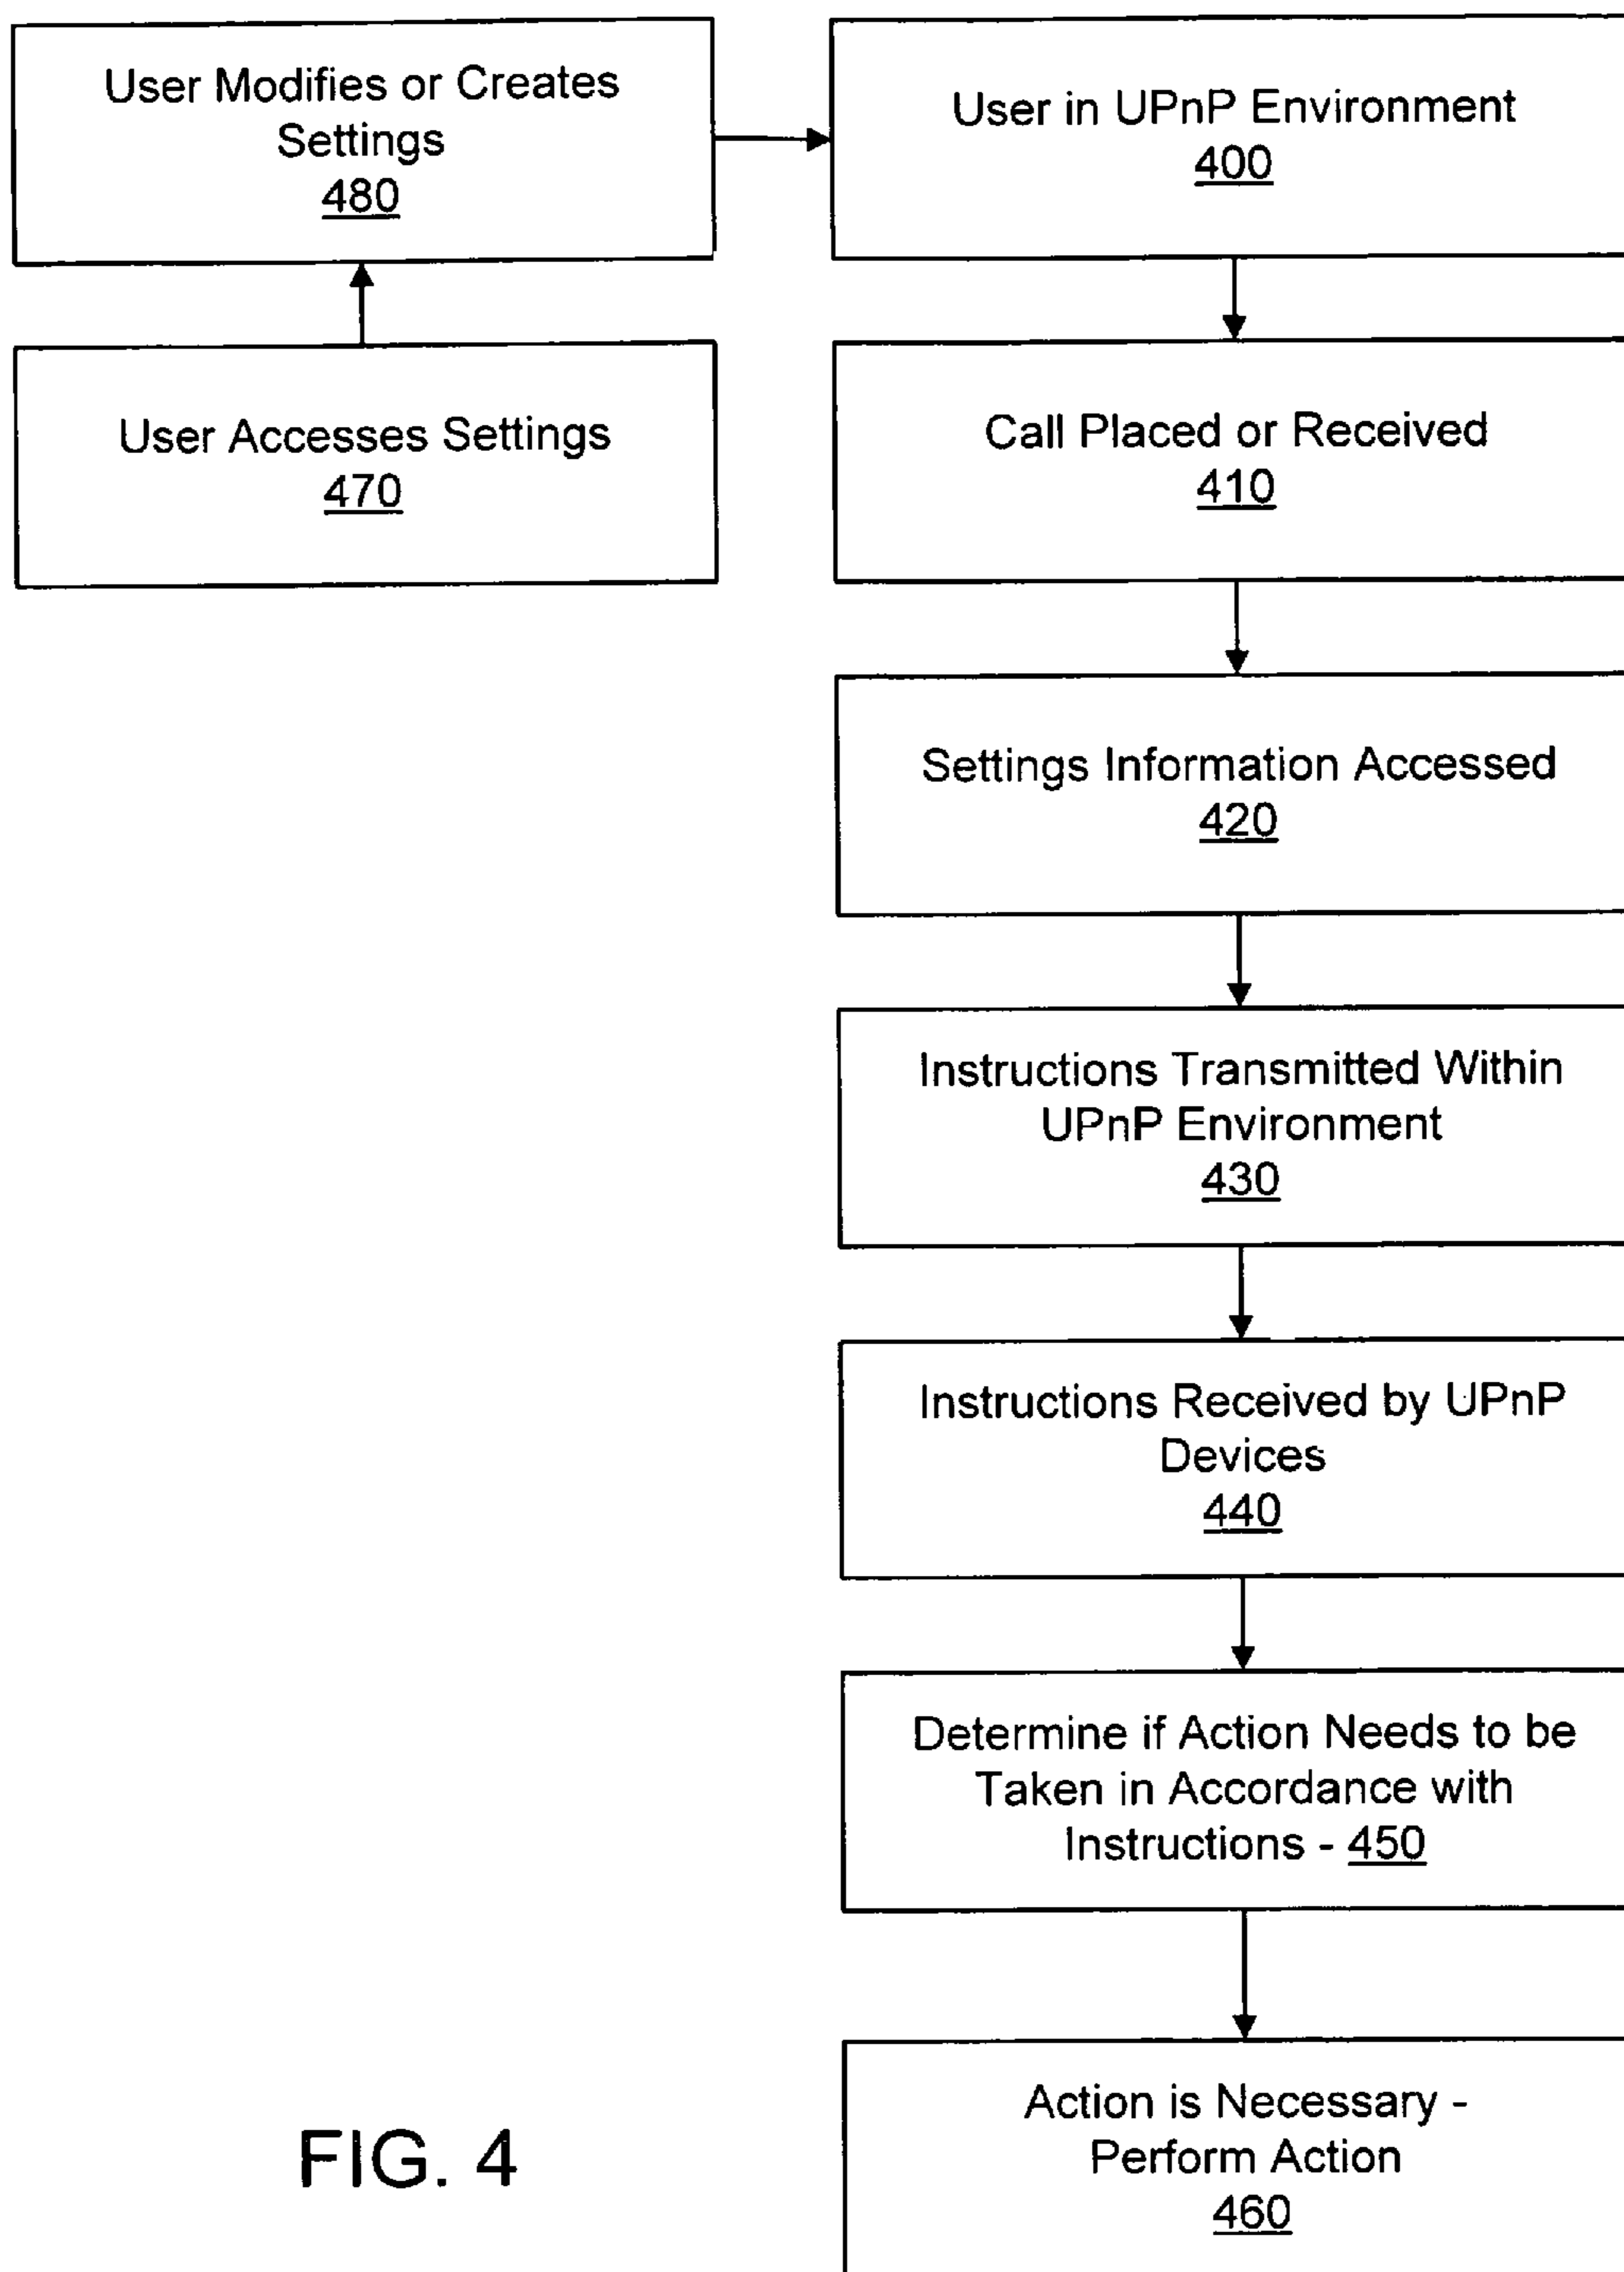 User Modifies or Creates
Settings
480
User in UPnP Environment
400
User Accesses Settings
470
Call Placed or Received
410
Settings Information Accessed
420
Instructions Transmitted Within
UPnP Environment
430
Instructions Received by UPnP
Devices
440
Determine if Action Needs to be
Taken in Accordance with
Instructions - 450
Action is Necessary -
Perform Action
460
FIG. 4